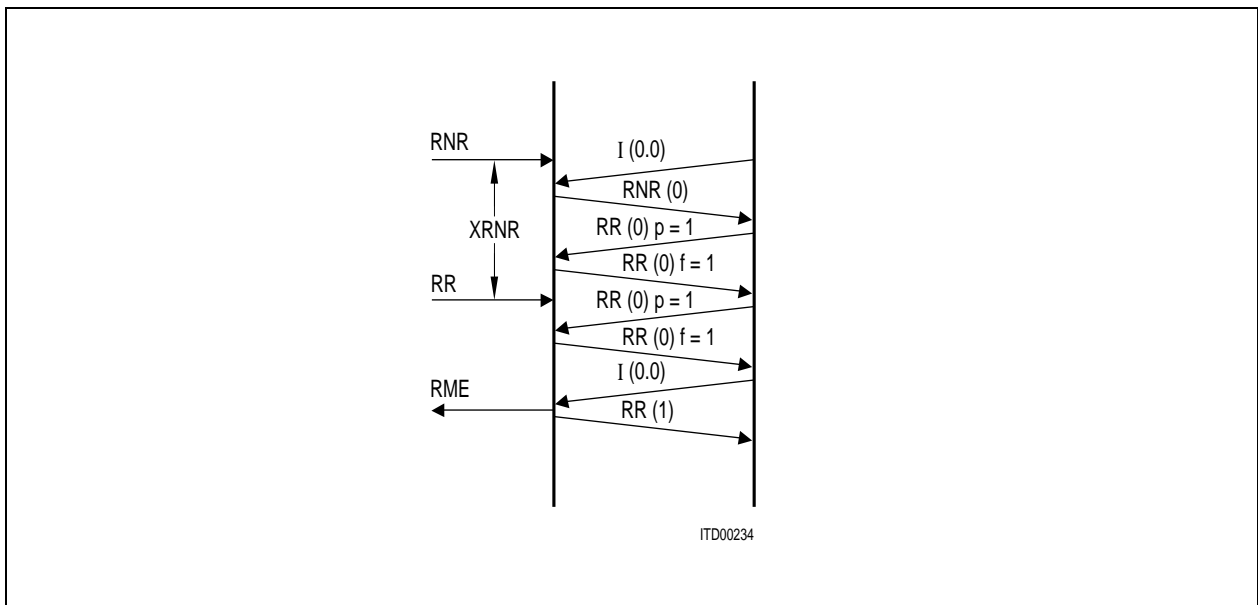 RNR
I (0.0)
RNR (0)
XRNR
RR (0) p = 1
RR (0) f = 1
RR
RR (0) p = 1
RR (0) f = 1
I (0.0)
RME
RR (1)
ITD00234